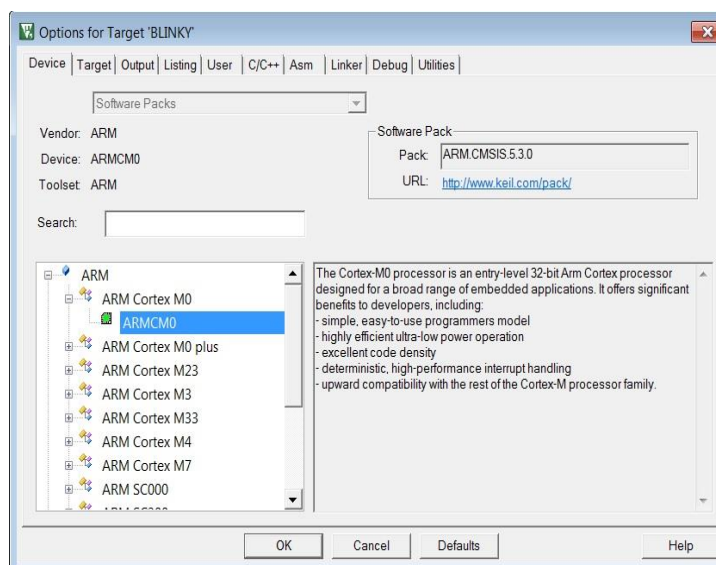 Options for Target 'BLINKY'
Device Target Output Listing User C/C++ Asm Linker Debug Utilities
Software Packs
Vendor: ARM
Device: ARMCM0
Toolset: ARM
Search:
Software Pack
Pack: ARM.CMSIS.5.3.0
URL: http://www.keil.com/pack/
ARM
ARM Cortex M0
ARMCM0
ARM Cortex M0 plus
ARM Cortex M23
ARM Cortex M3
ARM Cortex M33
ARM Cortex M4
ARM Cortex M7
ARM SC000
The Cortex-M0 processor is an entry-level 32-bit Arm Cortex processor
designed for a broad range of embedded applications. It offers significant
benefits to developers, including:
- simple, easy-to-use programmers model
- highly efficient ultra-low power operation
- excellent code density
- deterministic, high-performance interrupt handling
- upward compatibility with the rest of the Cortex-M processor family.
OK Cancel Defaults Help